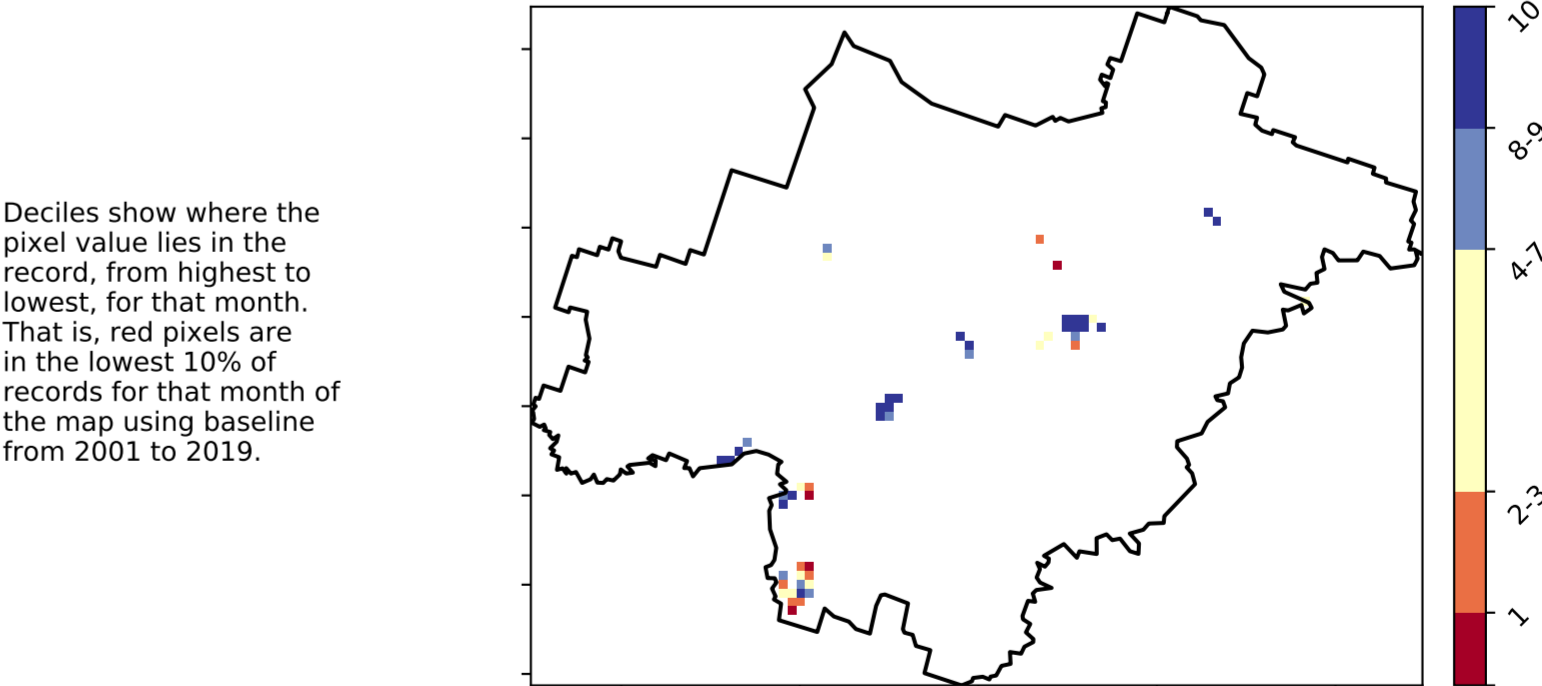 Deciles show where the
pixel value lies in the
record, from highest to
lowest, for that month.
That is, red pixels are
in the lowest 10% of
records for that month of
the map using baseline
from 2001 to 2019.
10
8-9
4-7
2-3
1